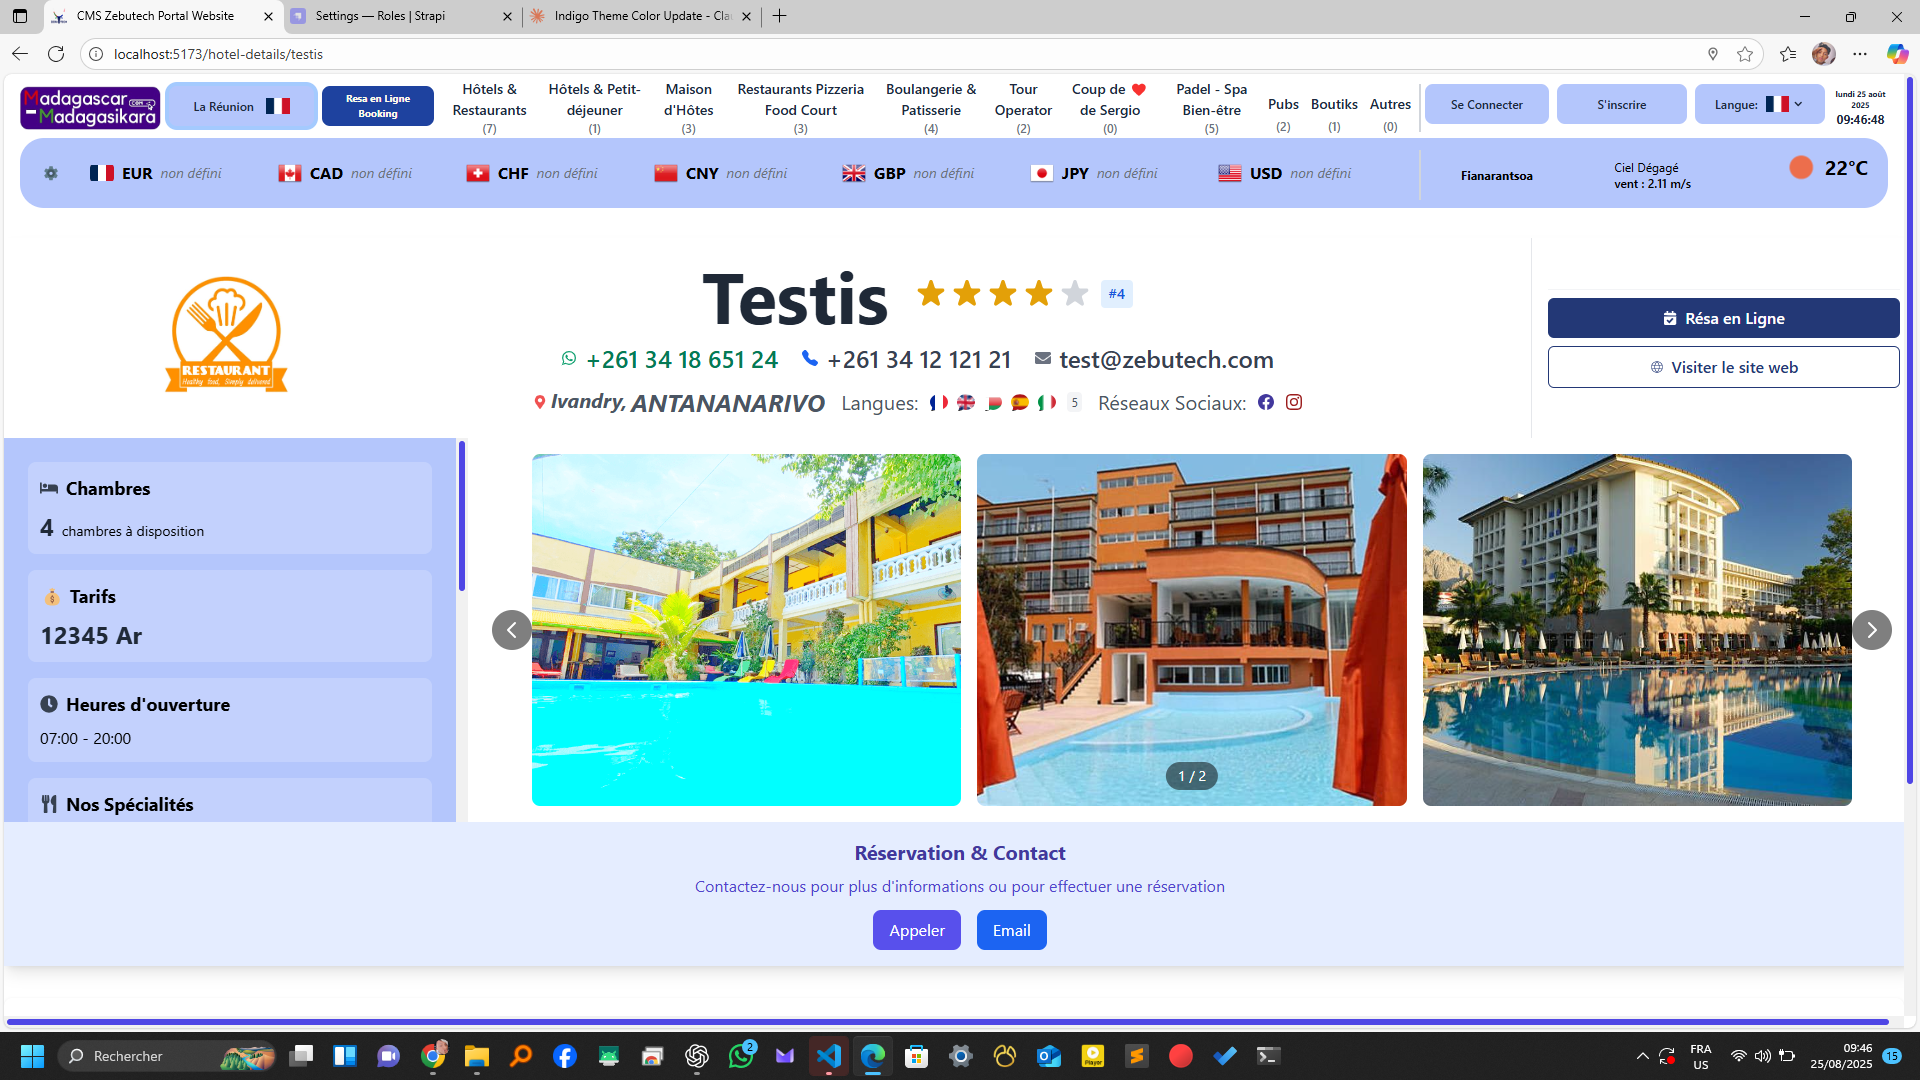 CMS Zebutech Portal Website
Settings — Roles | Strapi
Indigo Theme Color Update - Cla
localhost:5173/hotel-details/testis
Madagascar
.com
-Madagasikara
La Réunion
Resa en Ligne
Booking
Hôtels &
Restaurants
(7)
Hôtels & Petit-
déjeuner
(1)
Maison
d'Hôtes
(3)
Restaurants Pizzeria
Food Court
(3)
Boulangerie &
Patisserie
(4)
Tour
Operator
(2)
Coup de ❤️
de Sergio
(0)
Padel - Spa
Bien-être
(5)
Pubs
(2)
Boutiks
(1)
Autres
(0)
Se Connecter
S'inscrire
Langue:
lundi 25 août
2025
09:46:48
EUR non défini
CAD non défini
CHF non défini
CNY non défini
GBP non défini
JPY non défini
USD non défini
Fianarantsoa
Ciel Dégagé
vent : 2.11 m/s
22°C
RESTAURANT
Healthy food, Simply delivered
Testis
#4
+261 34 18 651 24
+261 34 12 121 21
test@zebutech.com
Ivandry, ANTANANARIVO
Langues:
5
Réseaux Sociaux:
Résa en Ligne
Visiter le site web
Chambres
4 chambres à disposition
Tarifs
12345 Ar
Heures d'ouverture
07:00 - 20:00
Nos Spécialités
1 / 2
Réservation & Contact
Contactez-nous pour plus d'informations ou pour effectuer une réservation
Appeler
Email
Rechercher
2
Player
FRA
US
09:46
25/08/2025
15